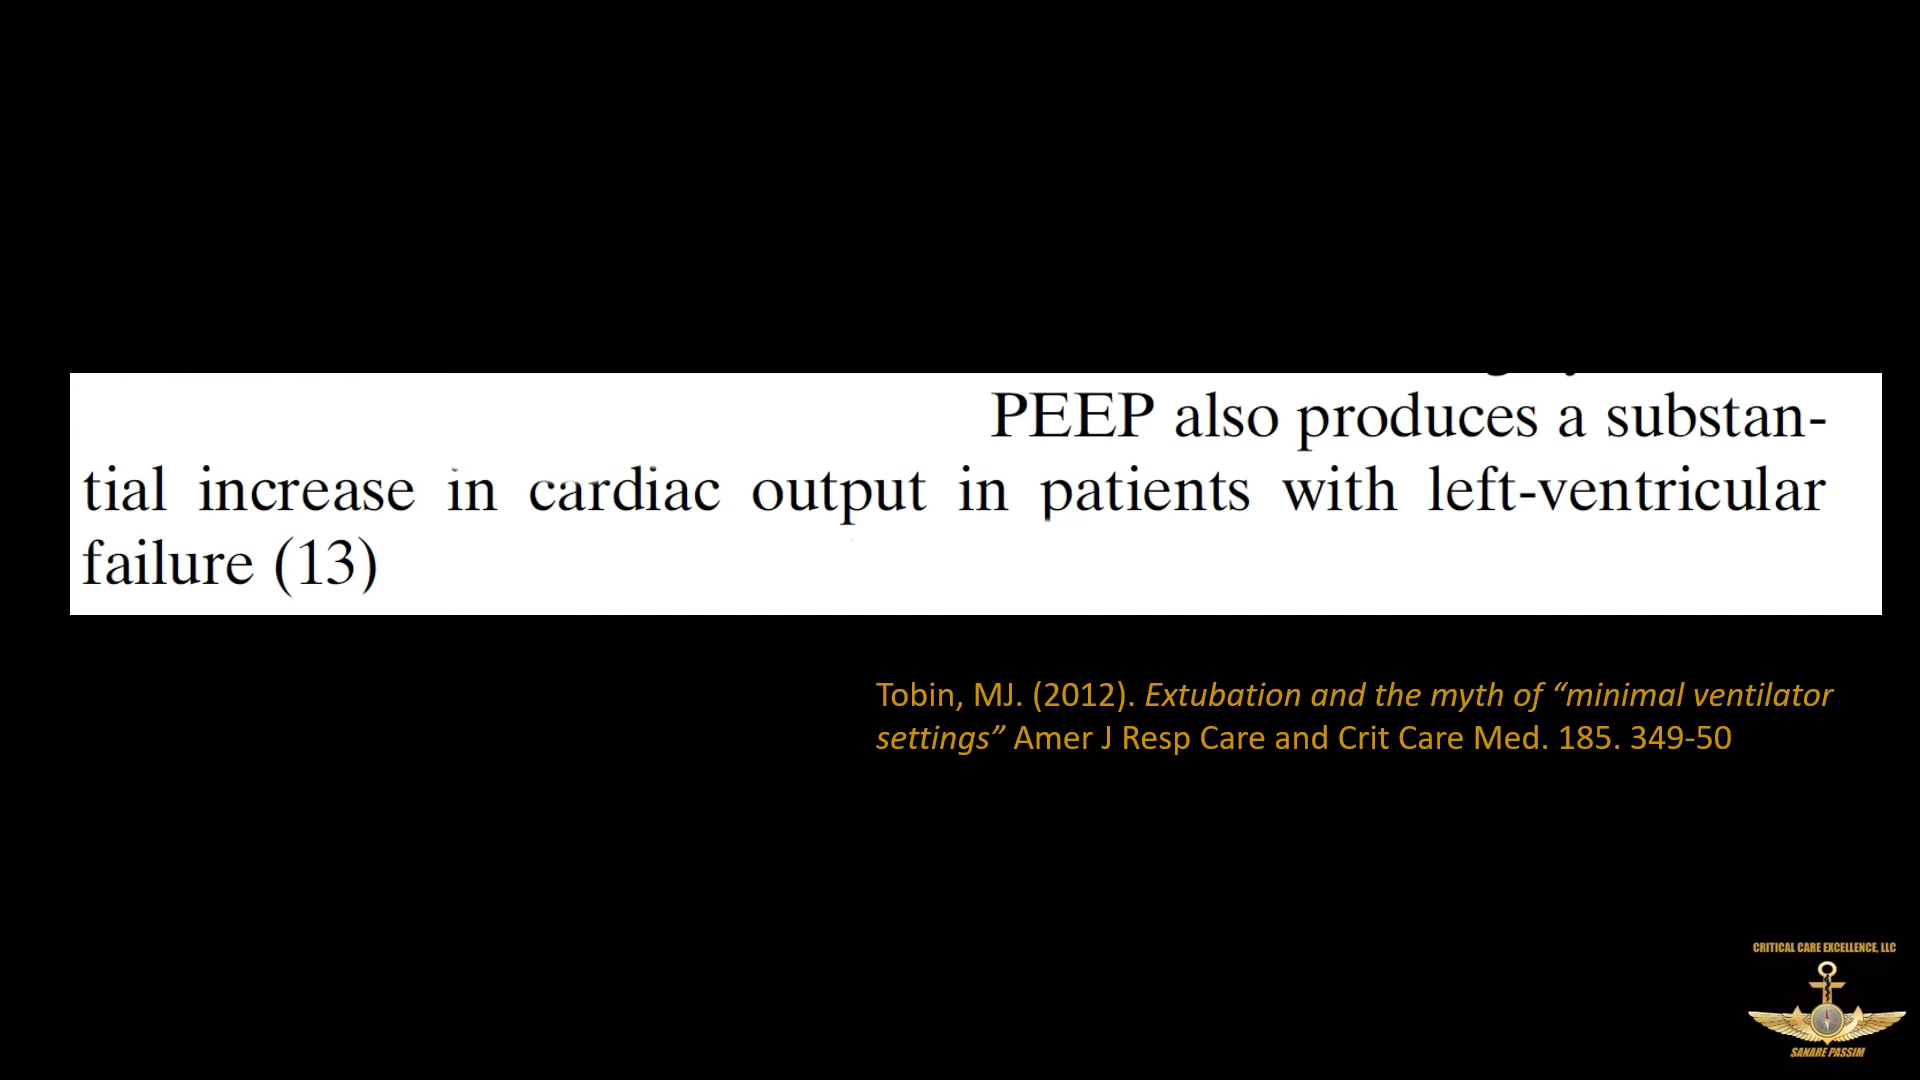 PEEP also produces a substan-
tial increase in cardiac output in patients with left-ventricular
failure (13)
Tobin, MJ. (2012). Extubation and the myth of “minimal ventilator
settings” Amer J Resp Care and Crit Care Med. 185. 349-50
CRITICAL CARE EXCELLENCE, LLC
SANARE PASSIM